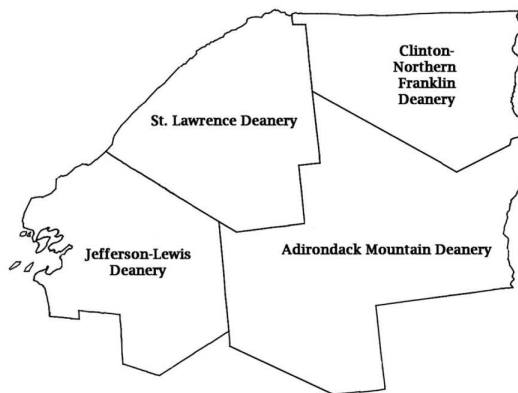 Clinton-
Northern
Franklin
Deanery
St. Lawrence Deanery
Jefferson-Lewis
Deanery
Adirondack Mountain Deanery